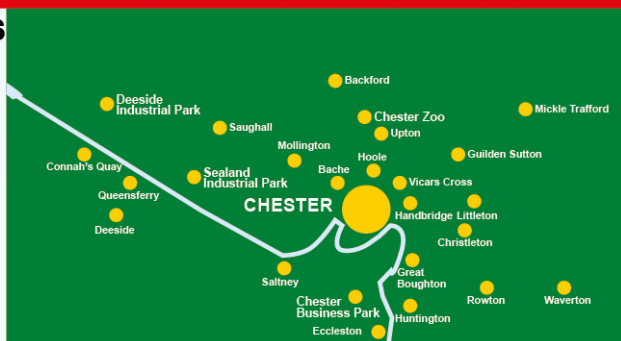 S
Backford
Deeside
Industrial Park
Mickle Trafford
Chester Zoo
Saughall
Upton
Mollington
Hoole
Guilden Sutton
Connah's Quay
Sealand
Industrial Park
Bache
Vicars Cross
Queensferry
CHESTER
Handbridge
Littleton
Deeside
Christleton
Saltney
Great
Boughton
Chester
Business Park
Rowton
Waverton
Huntington
Eccleston